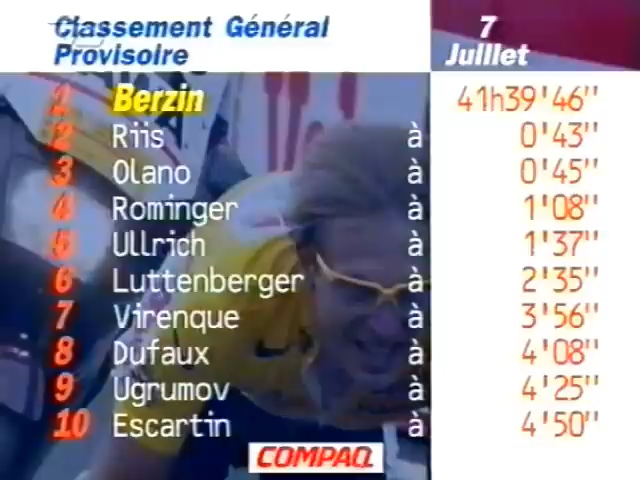 Classement Général
Provisoire
7
Juillet
1 Berzin 41h39'46''
2 Riis à 0'43''
3 Olano à 0'45''
4 Rominger à 1'08''
5 Ullrich à 1'37''
6 Luttenberger à 2'35''
7 Virenque à 3'56''
8 Dufaux à 4'08''
9 Ugrumov à 4'25''
10 Escartin à 4'50''
COMPAQ